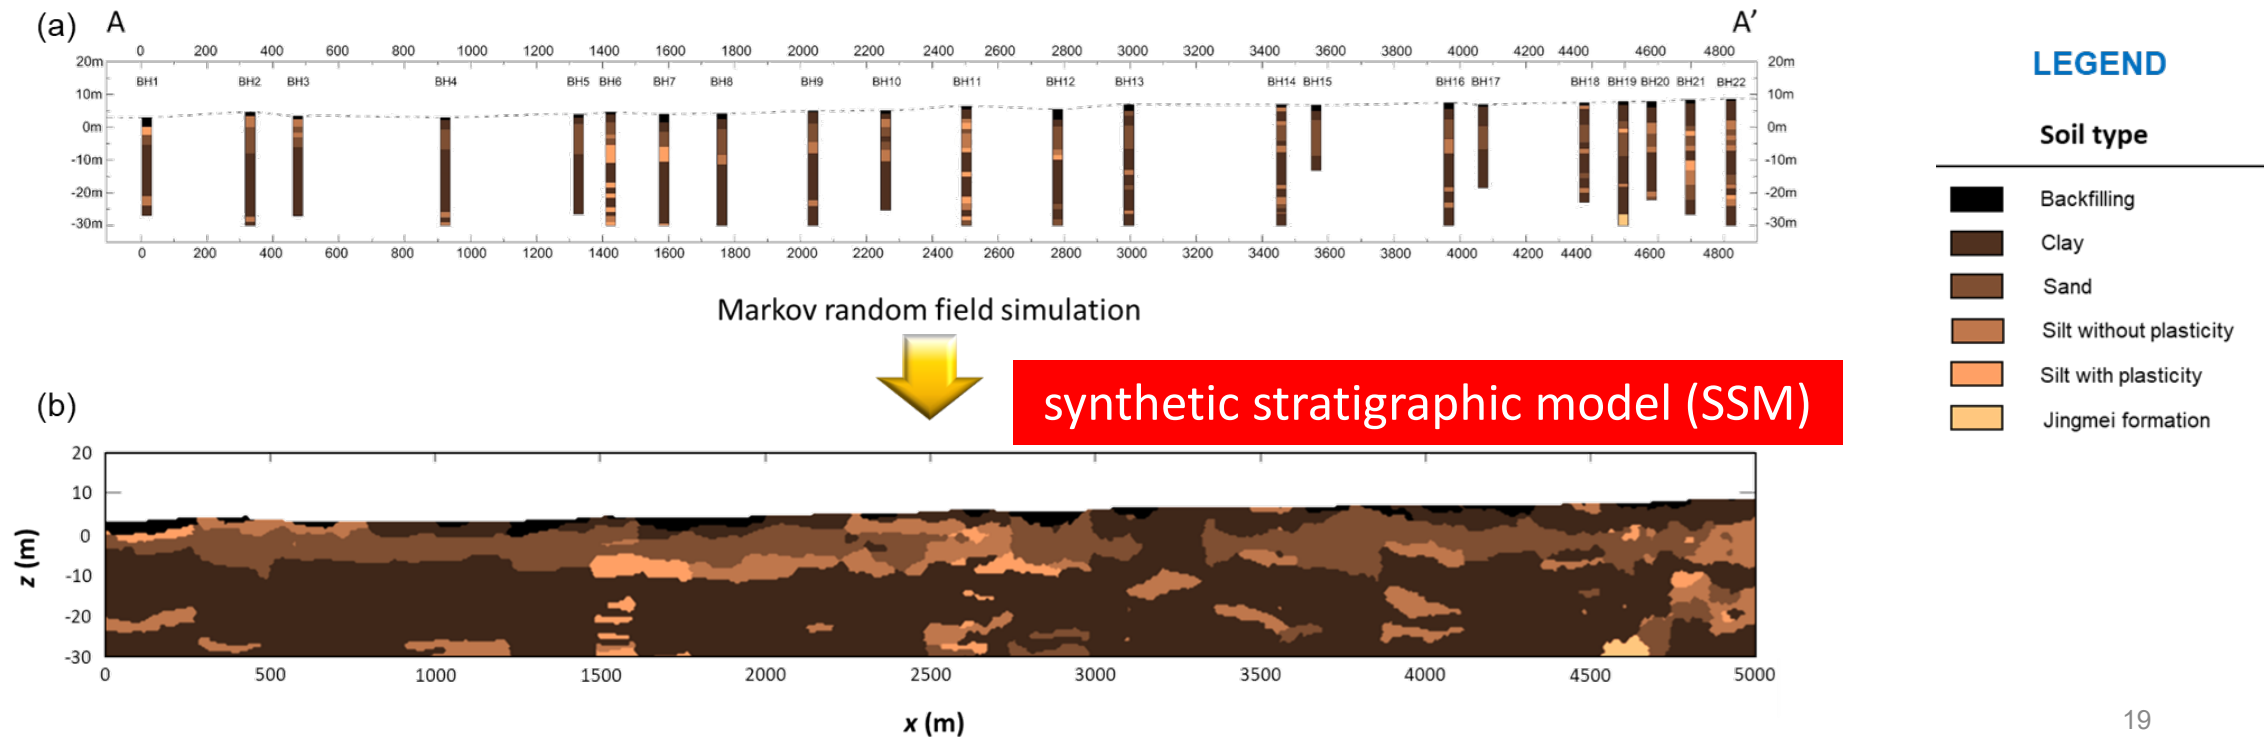 (a) A A’
0 200 400 600 800 1000 1200 1400 1600 1800 2000 2200 2400 2600 2800 3000 3200 3400 3600 3800 4000 4200 4400 4600 4800
20m 20m
BH1 BH2 BH3 BH4 BH5 BH6 BH7 BH8 BH9 BH10 BH11 BH12 BH13 BH14 BH15 BH16 BH17 BH18 BH19 BH20 BH21 BH22
10m 10m
0m 0m
-10m -10m
-20m -20m
-30m -30m
0 200 400 600 800 1000 1200 1400 1600 1800 2000 2200 2400 2600 2800 3000 3200 3400 3600 3800 4000 4200 4400 4600 4800
LEGEND
Soil type
Backfilling
Clay
Sand
Silt without plasticity
Silt with plasticity
Jingmei formation
Markov random field simulation
synthetic stratigraphic model (SSM)
(b)
20
10
0
-10
-20
-30
z (m)
0 500 1000 1500 2000 2500 3000 3500 4000 4500 5000
x (m)
19